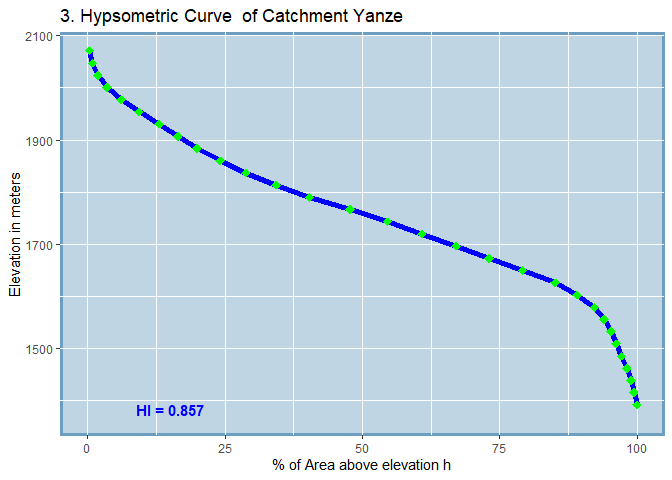 3. Hypsometric Curve  of Catchment Yanze
2100
1900
1700
1500
Elevation in meters
HI = 0.857
0 25 50 75 100
% of Area above elevation h